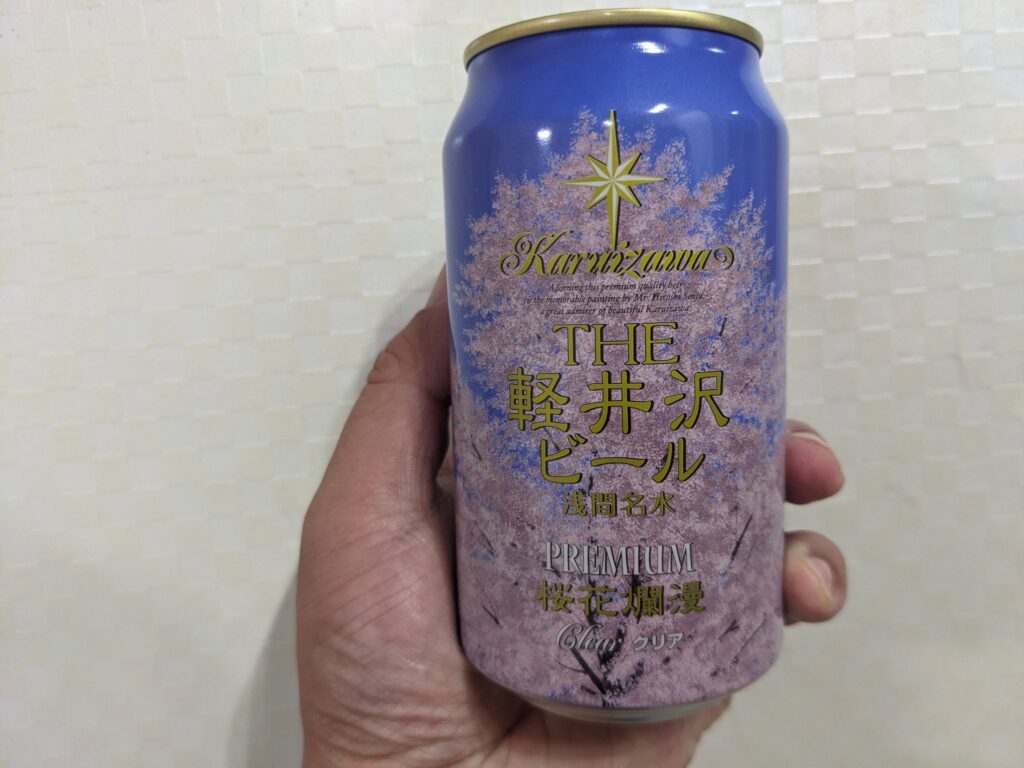 Karuizawa
Adorning this premium quality beer
is the memorable painting by Mr. Hiroshi Senju,
a great admirer of beautiful Karuizawa.
THE
軽井沢
ビール
浅間名水
PREMIUM
桜花爛漫
Clear クリア